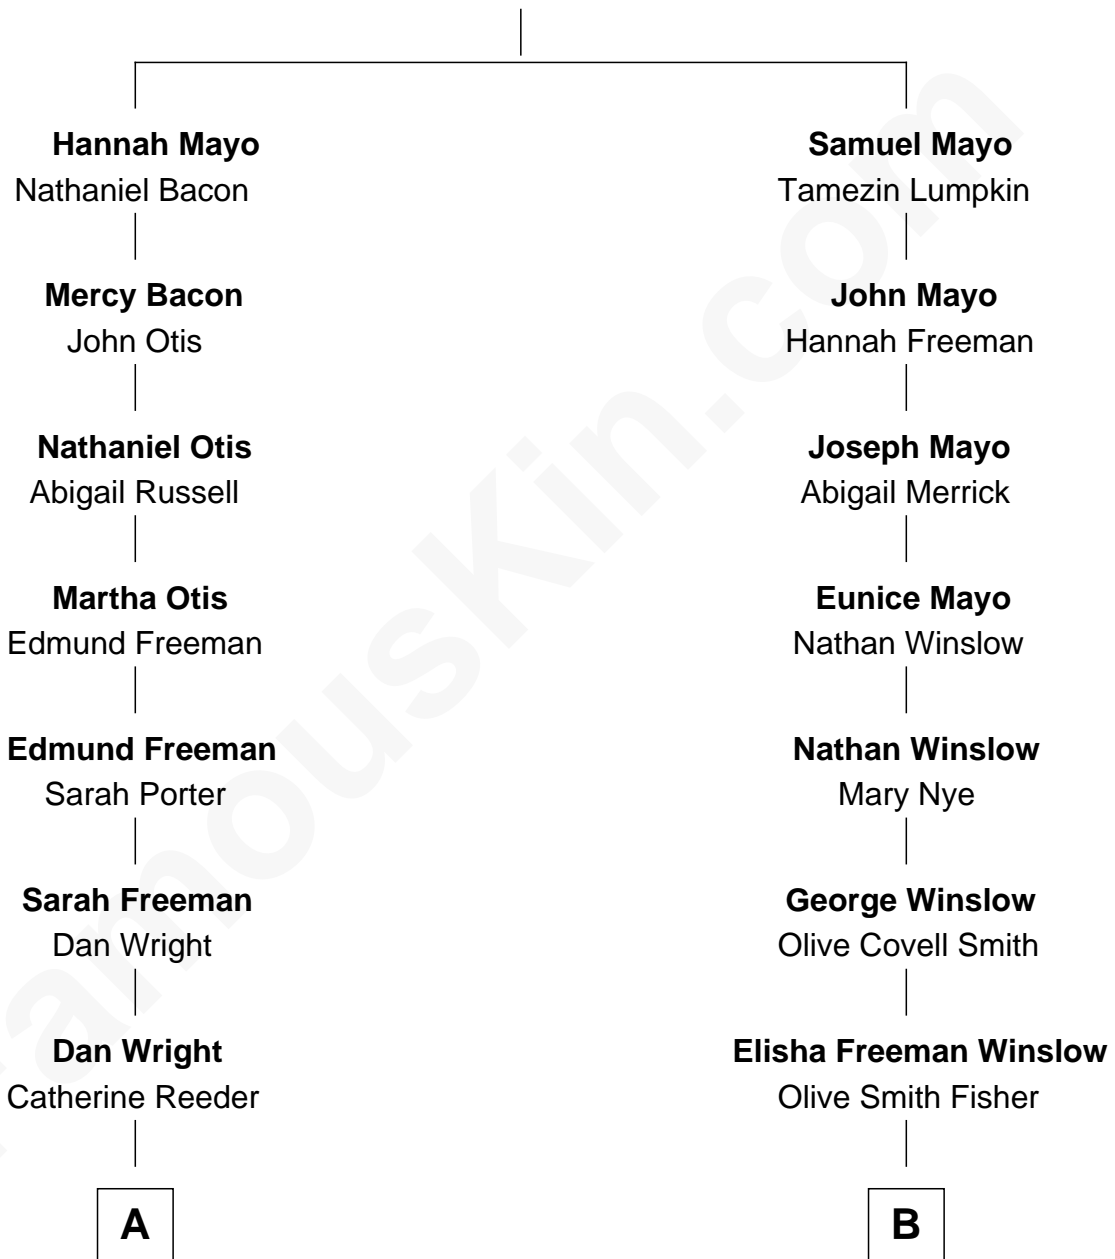 Hannah Mayo
Nathaniel Bacon
Mercy Bacon
John Otis
Nathaniel Otis
Abigail Russell
Martha Otis
Edmund Freeman
Edmund Freeman
Sarah Porter
Sarah Freeman
Dan Wright
Dan Wright
Catherine Reeder
A
Samuel Mayo
Tamezin Lumpkin
John Mayo
Hannah Freeman
Joseph Mayo
Abigail Merrick
Eunice Mayo
Nathan Winslow
Nathan Winslow
Mary Nye
George Winslow
Olive Covell Smith
Elisha Freeman Winslow
Olive Smith Fisher
B
FamousKin.com